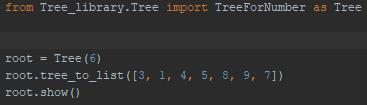 from Tree_library.Tree import TreeForNumber as Tree
root = Tree(6)
root.tree_to_list([3, 1, 4, 5, 8, 9, 7])
root.show()